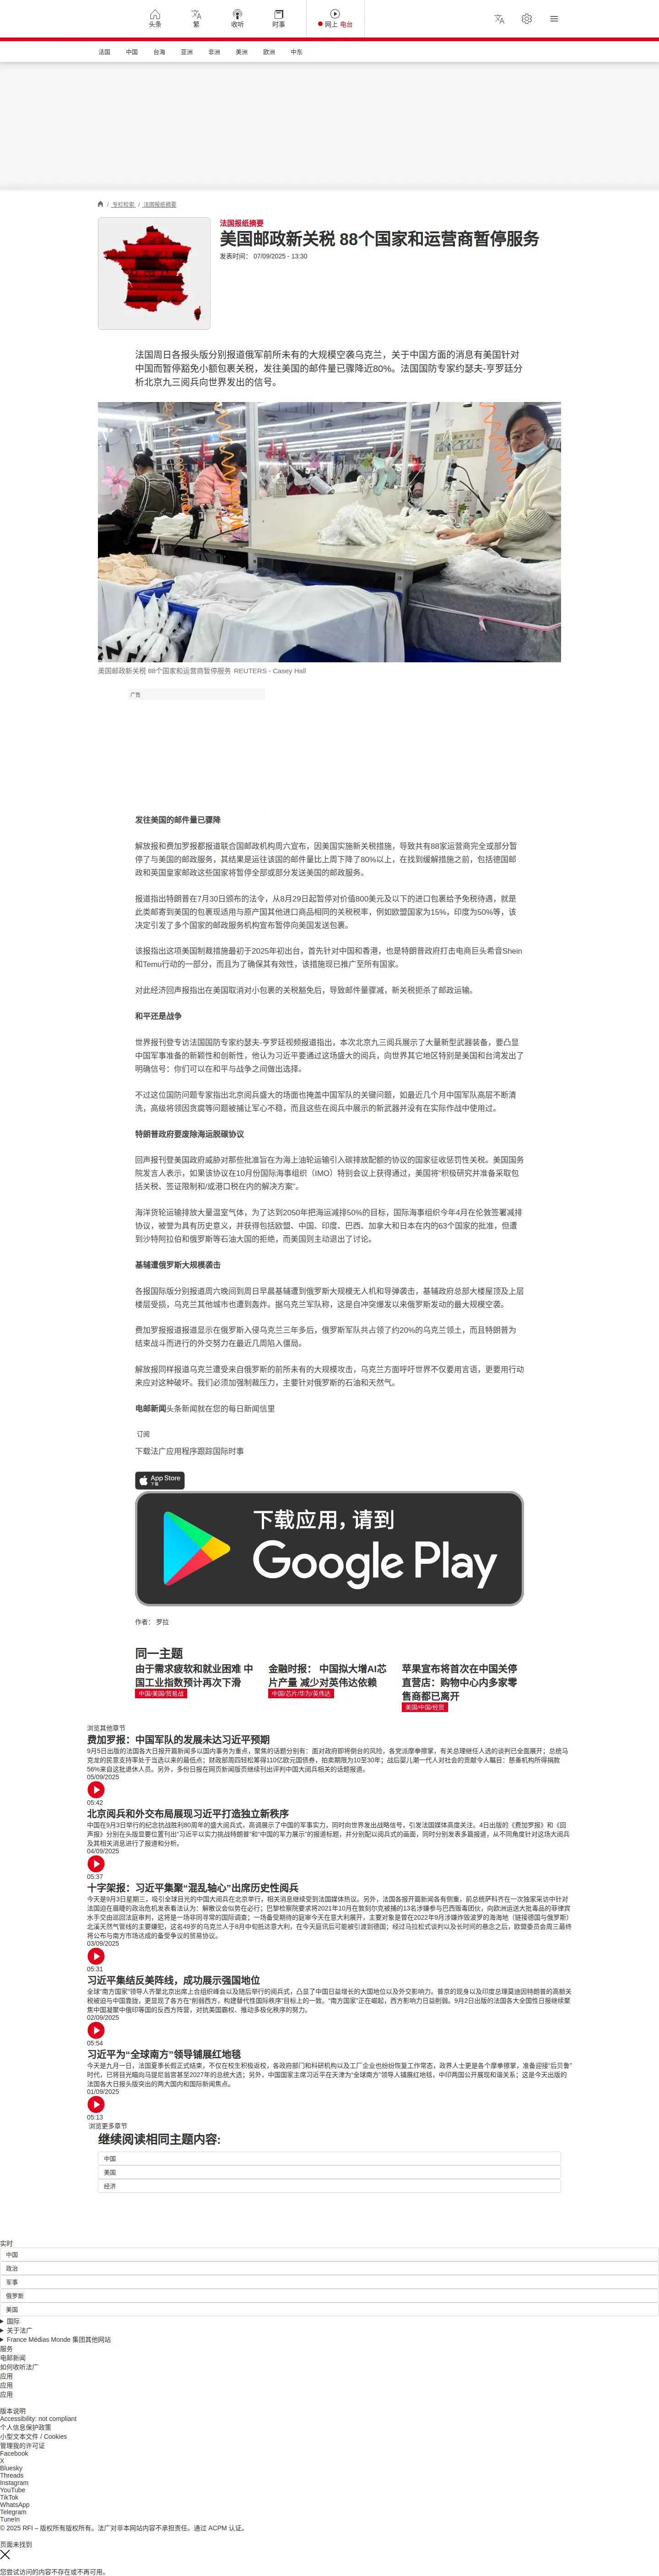 头条
繁
收听
时事
网上 电台
法国 中国 台海 亚洲 非洲 美洲 欧洲 中东
/ 专栏检索 / 法国报纸摘要
法国报纸摘要
美国邮政新关税 88个国家和运营商暂停服务
发表时间： 07/09/2025 - 13:30
法国周日各报头版分别报道俄军前所未有的大规模空袭乌克兰，关于中国方面的消息有美国针对
中国而暂停豁免小额包裹关税，发往美国的邮件量已骤降近80%。法国国防专家约瑟夫-亨罗廷分
析北京九三阅兵向世界发出的信号。
美国邮政新关税 88个国家和运营商暂停服务 REUTERS - Casey Hall
广告
发往美国的邮件量已骤降
解放报和费加罗报都报道联合国邮政机构周六宣布，因美国实施新关税措施，导致共有88家运营商完全或部分暂
停了与美国的邮政服务，其结果是运往该国的邮件量比上周下降了80%以上，在找到缓解措施之前，包括德国邮
政和英国皇家邮政这些国家将暂停全部或部分发送美国的邮政服务。
报道指出特朗普在7月30日颁布的法令，从8月29日起暂停对价值800美元及以下的进口包裹给予免税待遇，就是
此类邮寄到美国的包裹现适用与原产国其他进口商品相同的关税税率，例如欧盟国家为15%，印度为50%等，该
决定引发了多个国家的邮政服务机构宣布暂停向美国发送包裹。
该报指出这项美国制裁措施最初于2025年初出台，首先针对中国和香港，也是特朗普政府打击电商巨头希音Shein
和Temu行动的一部分，而且为了确保其有效性，该措施现已推广至所有国家。
对此经济回声报指出在美国取消对小包裹的关税豁免后，导致邮件量骤减，新关税扼杀了邮政运输。
和平还是战争
世界报刊登专访法国国防专家约瑟夫-亨罗廷视频报道指出，本次北京九三阅兵展示了大量新型武器装备，要凸显
中国军事准备的新颖性和创新性，他认为习近平要通过这场盛大的阅兵，向世界其它地区特别是美国和台湾发出了
明确信号：你们可以在和平与战争之间做出选择。
不过这位国防问题专家指出北京阅兵盛大的场面也掩盖中国军队的关键问题，如最近几个月中国军队高层不断清
洗，高级将领因贪腐等问题被捕让军心不稳，而且这些在阅兵中展示的新武器并没有在实际作战中使用过。
特朗普政府要废除海运脱碳协议
回声报刊登美国政府威胁对那些批准旨在为海上油轮运输引入碳排放配额的协议的国家征收惩罚性关税。美国国务
院发言人表示，如果该协议在10月份国际海事组织（IMO）特别会议上获得通过，美国将“积极研究并准备采取包
括关税、签证限制和/或港口税在内的解决方案”。
海洋货轮运输排放大量温室气体，为了达到2050年把海运减排50%的目标，国际海事组织今年4月在伦敦签署减排
协议，被誉为具有历史意义，并获得包括欧盟、中国、印度、巴西、加拿大和日本在内的63个国家的批准，但遭
到沙特阿拉伯和俄罗斯等石油大国的拒绝，而美国则主动退出了讨论。
基辅遭俄罗斯大规模袭击
各报国际版分别报道周六晚间到周日早晨基辅遭到俄罗斯大规模无人机和导弹袭击，基辅政府总部大楼屋顶及上层
楼层受损，乌克兰其他城市也遭到轰炸。据乌克兰军队称，这是自冲突爆发以来俄罗斯发动的最大规模空袭。
费加罗报报道报道显示在俄罗斯入侵乌克兰三年多后，俄罗斯军队共占领了约20%的乌克兰领土，而且特朗普为
结束战斗而进行的外交努力在最近几周陷入僵局。
解放报同样报道乌克兰遭受来自俄罗斯的前所未有的大规模攻击，乌克兰方面呼吁世界不仅要用言语，更要用行动
来应对这种破坏。我们必须加强制裁压力，主要针对俄罗斯的石油和天然气。
电邮新闻头条新闻就在您的每日新闻信里
订阅
下载法广应用程序跟踪国际时事
App Store
下载
下载应用，请到
Google Play
作者： 罗拉
同一主题
由于需求疲软和就业困难 中
国工业指数预计再次下滑
中国/美国/贸易战
金融时报： 中国拟大增AI芯
片产量 减少对英伟达依赖
中国/芯片/华为/英伟达
苹果宣布将首次在中国关停
直营店：购物中心内多家零
售商都已离开
美国/中国/经贸
浏览其他章节
费加罗报：中国军队的发展未达习近平预期
9月5日出版的法国各大日报开篇新闻多以国内事务为重点，聚焦的话题分别有：面对政府即将倒台的风险，各党派摩拳擦掌，有关总理继任人选的谈判已全面展开；总统马
克龙的民意支持率处于当选以来的最低点；财政部周四轻松筹得110亿欧元国债券，拍卖期限为10至30年；战后婴儿潮一代人对社会的贡献令人瞩目：慈善机构所得捐款
56%来自这批退休人员。另外，多份日报在网页新闻版页继续刊出评判中国大阅兵相关的话题报道。
05/09/2025
05:42
北京阅兵和外交布局展现习近平打造独立新秩序
中国在9月3日举行的纪念抗战胜利80周年的盛大阅兵式，高调展示了中国的军事实力，同时向世界发出战略信号，引发法国媒体高度关注。4日出版的《费加罗报》和《回
声报》分别在头版显要位置刊出“习近平以实力挑战特朗普”和“中国的军力展示”的报道标题，并分别配以阅兵式的画面，同时分别发表多篇报道，从不同角度针对这场大阅兵
及其相关消息进行了报道和分析。
04/09/2025
05:37
十字架报：习近平集聚“混乱轴心”出席历史性阅兵
今天是9月3日星期三，吸引全球目光的中国大阅兵在北京举行，相关消息继续受到法国媒体热议。另外，法国各报开篇新闻各有侧重，前总统萨科齐在一次独家采访中针对
法国迫在眉睫的政治危机发表看法认为：解散议会似势在必行；巴黎检察院要求将2021年10月在敦刻尔克被捕的13名涉嫌参与巴西贩毒团伙，向欧洲运送大批毒品的菲律宾
水手交由巡回法庭审判，这将是一场非同寻常的国际调查；一场备受期待的庭审今天在意大利展开，主要对象是曾在2022年9月涉嫌炸毁波罗的海海地（链接德国与俄罗斯）
北溪天然气管线的主要嫌犯，这名49岁的乌克兰人于8月中旬抵达意大利，在今天庭讯后可能被引渡到德国；经过马拉松式谈判以及长时间的悬念之后，欧盟委员会周三最终
将公布与南方市场达成的备受争议的贸易协议。
03/09/2025
05:31
习近平集结反美阵线，成功展示强国地位
全球“南方国家”领导人齐聚北京出席上合组织峰会以及随后举行的阅兵式，凸显了中国日益增长的大国地位以及外交影响力。普京的现身以及印度总理莫迪因特朗普的高额关
税被迫与中国靠拢，更显现了各方在“削弱西方，构建替代性国际秩序”目标上的一致。“南方国家”正在崛起，西方影响力日益削弱。9月2日出版的法国各大全国性日报继续聚
焦中国凝聚中俄印等国的反西方阵营，对抗美国霸权、推动多极化秩序的努力。
02/09/2025
05:54
习近平为“全球南方”领导铺展红地毯
今天是九月一日，法国夏季长假正式结束，不仅在校生积极返校，各政府部门和科研机构以及工厂企业也纷纷恢复工作常态，政界人士更是各个摩拳擦掌，准备迎接“后贝鲁”
时代，已将目光瞄向马提尼翁宫甚至2027年的总统大选；另外，中国国家主席习近平在天津为“全球南方”领导人铺展红地毯，中印两国公开展现和谐关系；这是今天出版的
法国各大日报头版突出的两大国内和国际新闻焦点。
01/09/2025
05:13
浏览更多章节
继续阅读相同主题内容:
中国
美国
经济
实时
中国
政治
军事
俄罗斯
美国
国际
关于法广
France Médias Monde 集团其他网站
服务
电邮新闻
如何收听法广
应用
应用
应用
版本说明
Accessibility: not compliant
个人信息保护政策
小型文本文件 / Cookies
管理我的许可证
Facebook
X
Bluesky
Threads
Instagram
YouTube
TikTok
WhatsApp
Telegram
TuneIn
© 2025 RFI – 版权所有版权所有。法广对非本网站内容不承担责任。通过 ACPM 认证。
页面未找到
您尝试访问的内容不存在或不再可用。